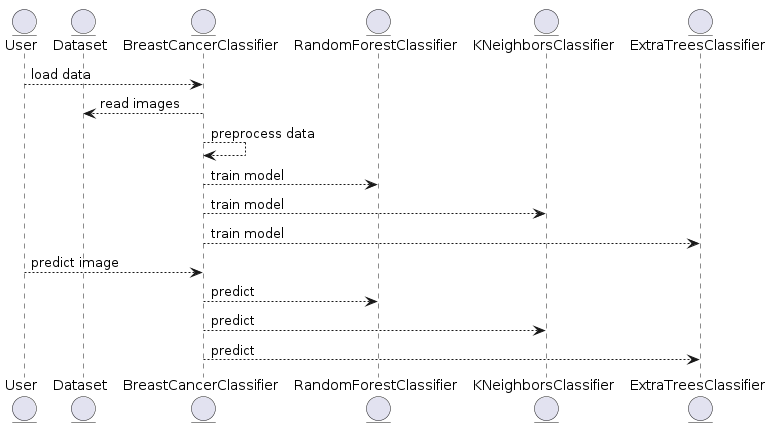 User Dataset BreastCancerClassifier RandomForestClassifier KNeighborsClassifier ExtraTreesClassifier
load data
read images
preprocess data
train model
train model
train model
predict image
predict
predict
predict
User Dataset BreastCancerClassifier RandomForestClassifier KNeighborsClassifier ExtraTreesClassifier